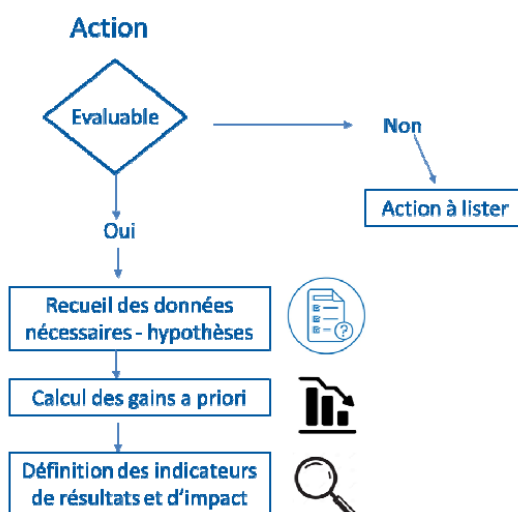 Action
Evaluable
Non
Action à lister
Oui
Recueil des données
nécessaires - hypothèses
Calcul des gains a priori
Définition des indicateurs
de résultats et d'impact